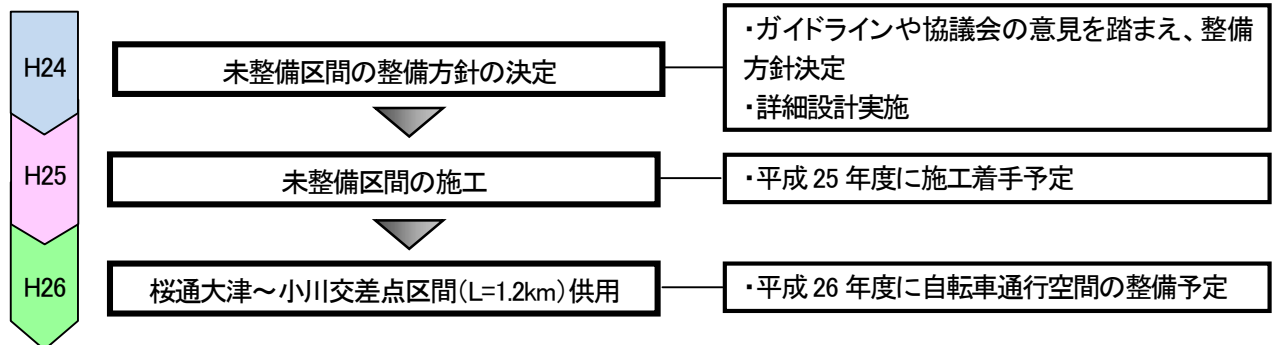 H24
未整備区間の整備方針の決定
・ガイドラインや協議会の意見を踏まえ、整備
方針決定
・詳細設計実施
H25
未整備区間の施工
・平成 25 年度に施工着手予定
H26
桜通大津～小川交差点区間(L=1.2km)供用
・平成 26 年度に自転車通行空間の整備予定